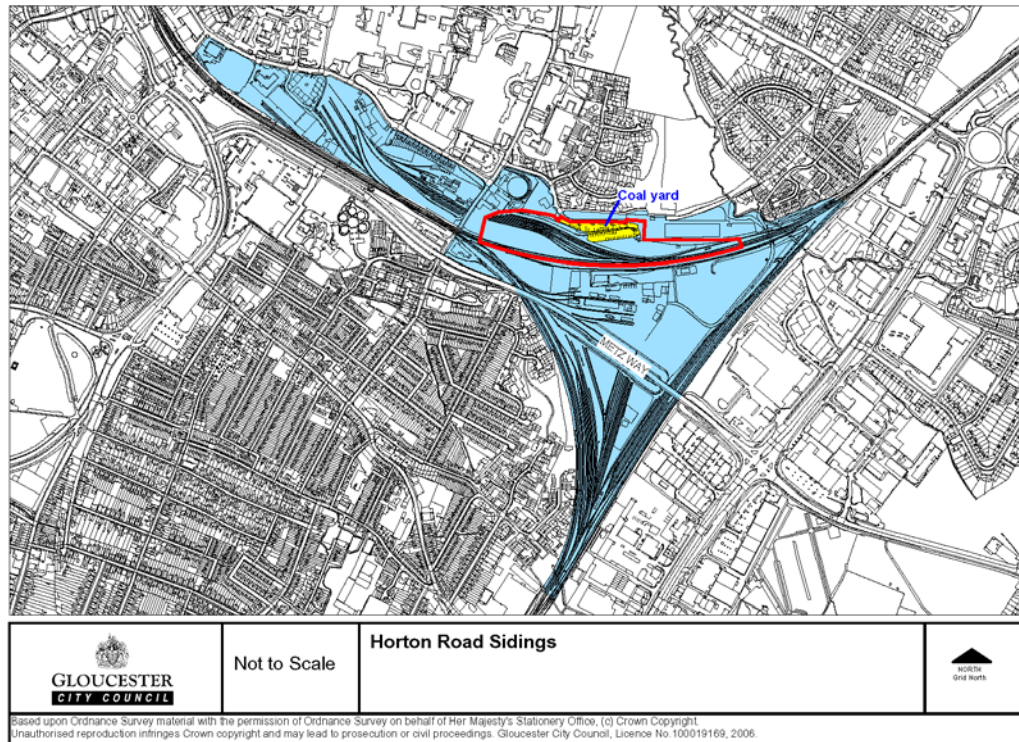 Coal yard
METZ WAY
GLOUCESTER
CITY COUNCIL
Not to Scale
Horton Road Sidings
NORTH
Grid North
Based upon Ordnance Survey material with the permission of Ordnance Survey on behalf of Her Majesty's Stationery Office, (c) Crown Copyright.
Unauthorised reproduction infringes Crown copyright and may lead to prosecution or civil proceedings. Gloucester City Council, Licence No.100019169, 2006.